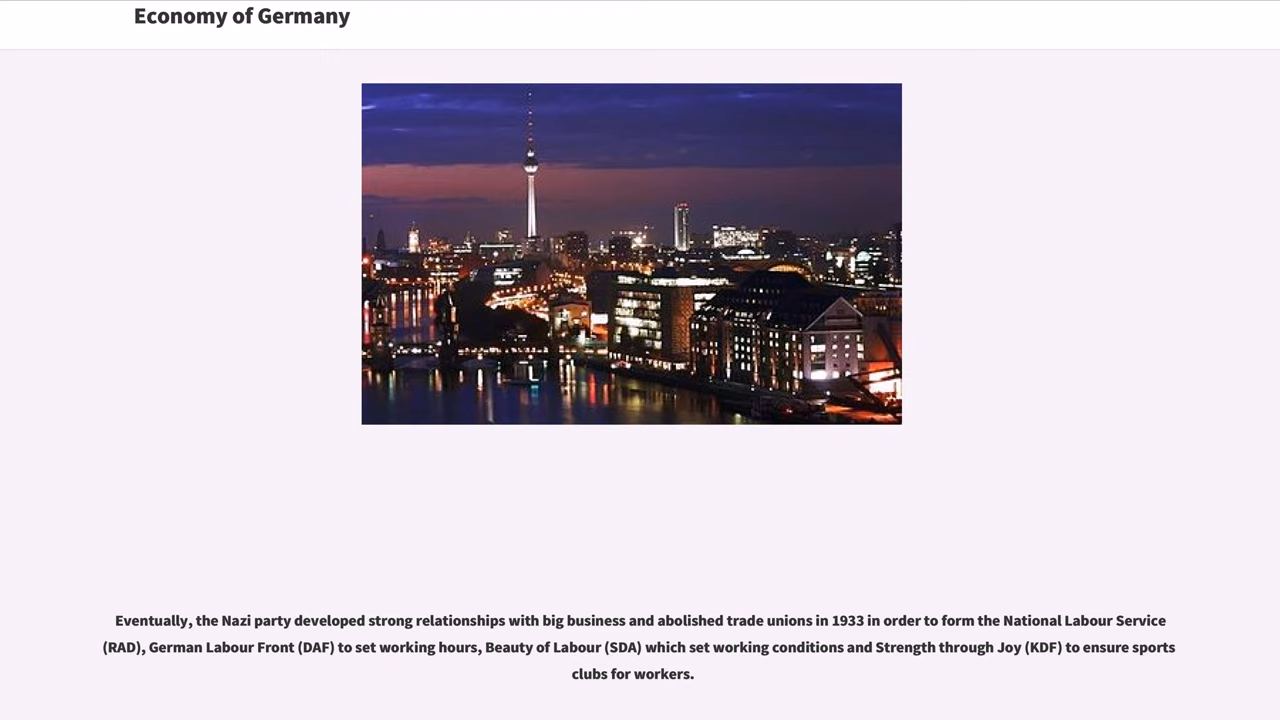 Economy of Germany
Eventually, the Nazi party developed strong relationships with big business and abolished trade unions in 1933 in order to form the National Labour Service
(RAD), German Labour Front (DAF) to set working hours, Beauty of Labour (SDA) which set working conditions and Strength through Joy (KDF) to ensure sports
clubs for workers.